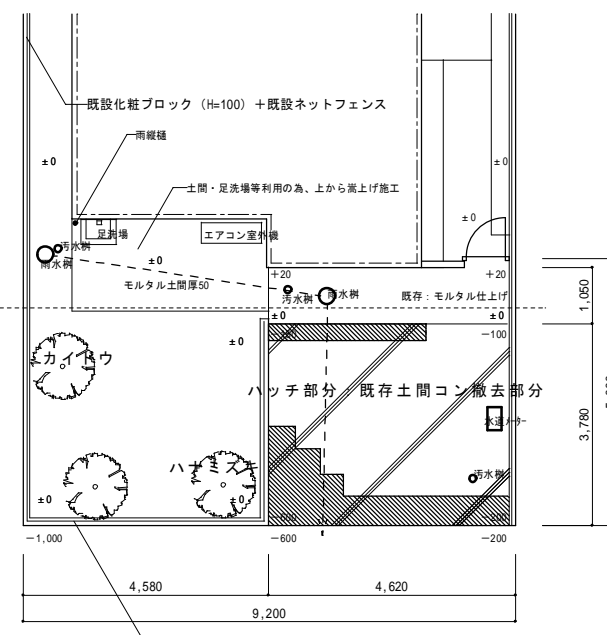 既設化粧ブロック（H=100）＋既設ネットフェンス
雨縦樋
±0
±0
土間・足洗場等利用の為、上から嵩上げ施工
±0
足洗場
エアコン室外機
汚水桝
雨水桝
±0
モルタル土間厚50
+20
+20
汚水桝
雨水桝
既存：モルタル仕上げ
±0
±0
1,050
±0
−100
カイドウ
ハッチ部分：既存土間コン撤去部分
3,780
水道メーター
ハナミズキ
汚水桝
±0
±0
−600
−200
−1,000
−600
−200
4,580
4,620
9,200